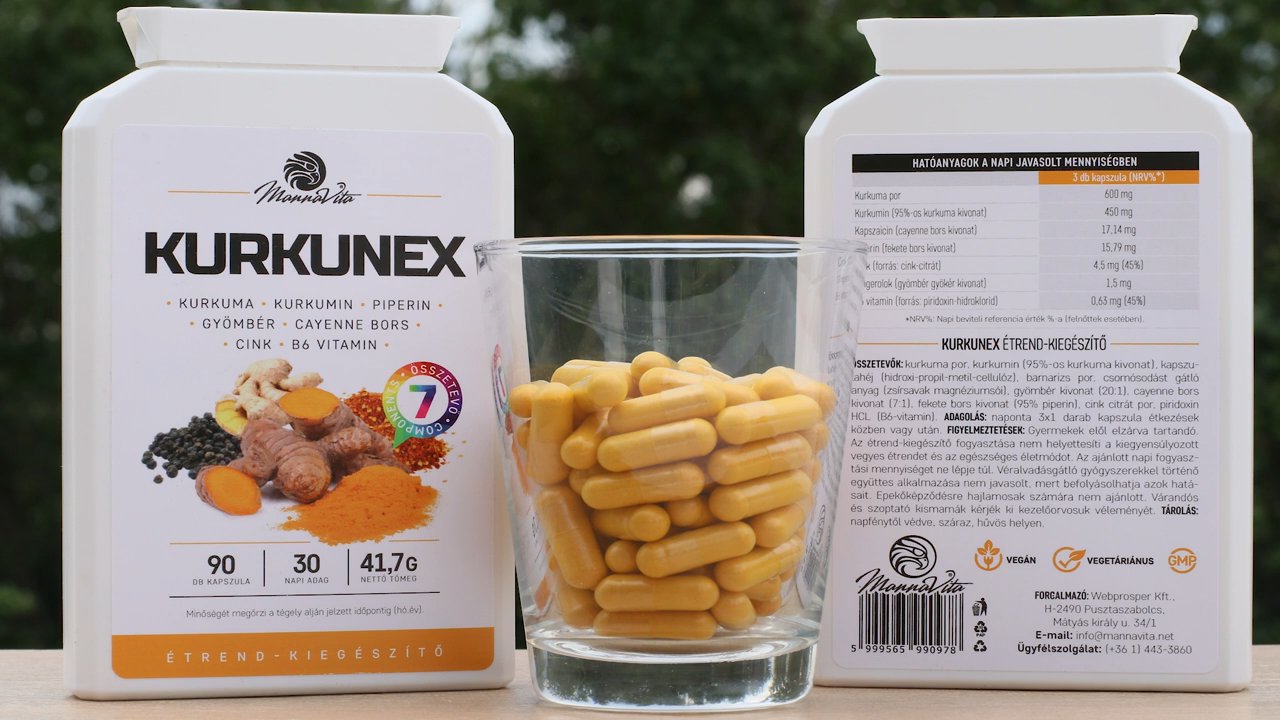 MannaVita
KURKUNEX
• KURKUMA • KURKUMIN • PIPERIN •
• GYÖMBÉR • CAYENNE BORS •
• CINK • B6 VITAMIN •
• ÖSSZETEVŐ • COMPONENTS
7
90
DB KAPSZULA
30
NAPI ADAG
41,7G
NETTÓ TÖMEG
Minőségét megőrzi a tégely alján jelzett időpontig (hó.év).
ÉTREND-KIEGÉSZÍTŐ
HATÓANYAGOK A NAPI JAVASOLT MENNYISÉGBEN
3 db kapszula (NRV%*)
Kurkuma por 600 mg
Kurkumin (95%-os kurkuma kivonat) 450 mg
Kapszaicin (cayenne bors kivonat) 17,14 mg
rin (fekete bors kivonat) 15,79 mg
k (forrás: cink-citrát) 4,5 mg (45%)
gerolok (gyömbér gyökér kivonat) 1,5 mg
vitamin (forrás: piridoxin-hidroklorid) 0,63 mg (45%)
*NRV%: Napi beviteli referencia érték %-a (felnőttek esetében).
KURKUNEX ÉTREND-KIEGÉSZÍTŐ
ÖSSZETEVŐK: kurkuma por, kurkumin (95%-os kurkuma kivonat), kapszu-
lahéj (hidroxi-propil-metil-cellulóz), barnarizs por, csomósodást gátló
anyag (zsírsavak magnéziumsói), gyömbér kivonat (20:1), cayenne bors
kivonat (7:1), fekete bors kivonat (95% piperin), cink citrát por, piridoxin
HCL (B6-vitamin). ADAGOLÁS: naponta 3x1 darab kapszula étkezések
közben vagy után. FIGYELMEZTETÉSEK: Gyermekek elől elzárva tartandó.
Az étrend-kiegészítő fogyasztása nem helyettesíti a kiegyensúlyozott
vegyes étrendet és az egészséges életmódot. Az ajánlott napi fogyasz-
tási mennyiséget ne lépje túl. Véralvadásgátló gyógyszerekkel történő
együttes alkalmazása nem javasolt, mert befolyásolhatja azok hatá-
sait. Epekőképződésre hajlamosak számára nem ajánlott. Várandós
és szoptató kismamák kérjék ki kezelőorvosuk véleményét. TÁROLÁS:
napfénytől védve, száraz, hűvös helyen.
MannaVita
VEGÁN
VEGETÁRIÁNUS
GMP
5 999565 990978
PAP
FORGALMAZÓ: Webprosper Kft.,
H-2490 Pusztaszabolcs,
Mátyás király u. 34/1
E-mail: info@mannavita.net
Ügyfélszolgálat: (+36 1) 443-3860